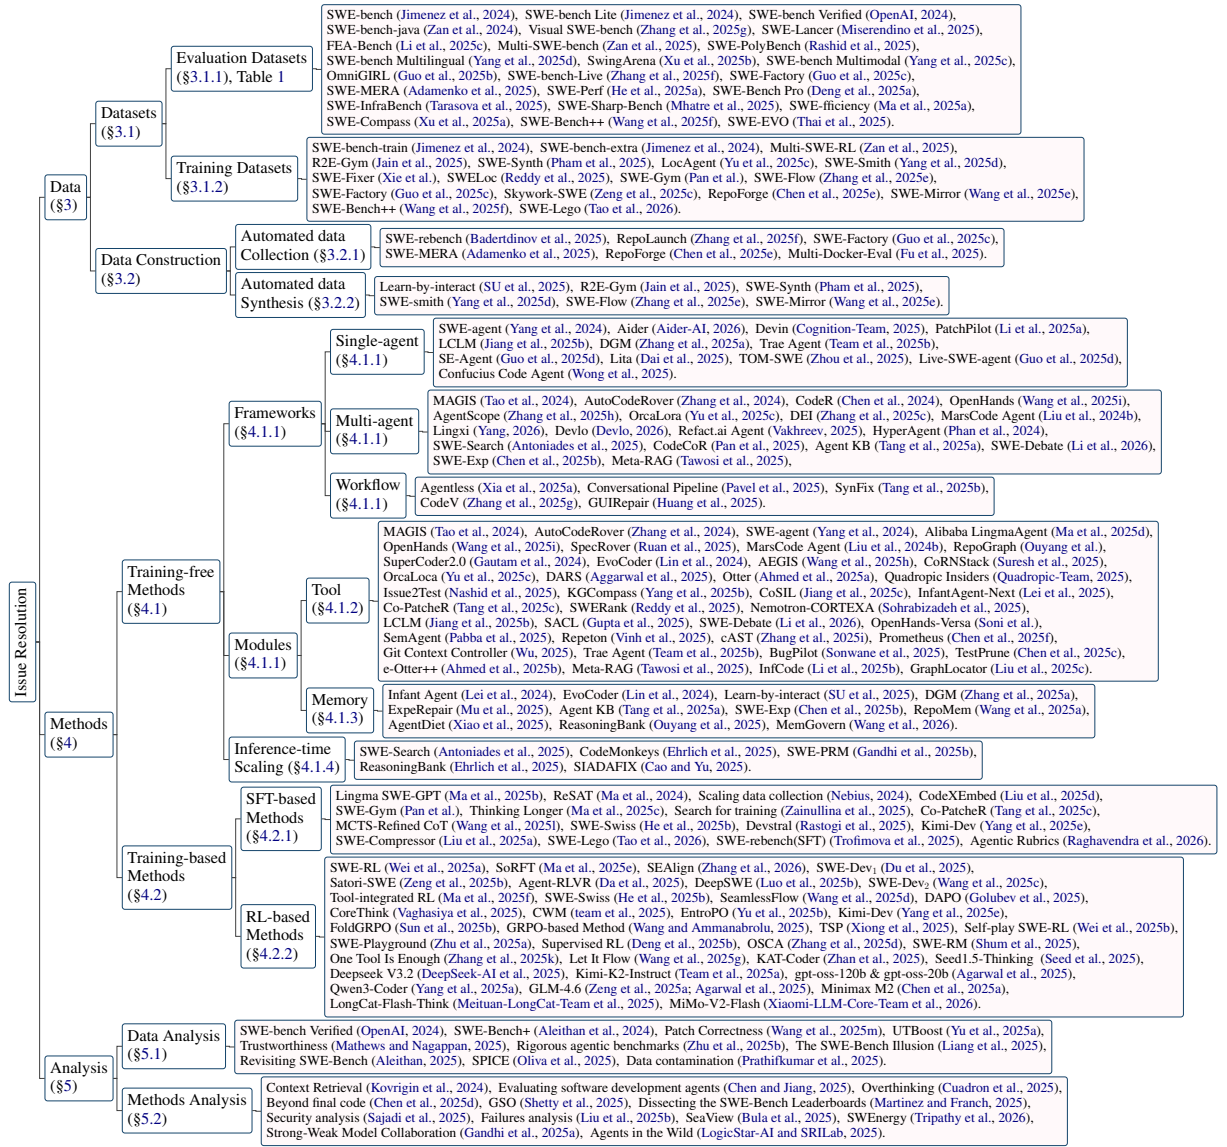 Issue Resolution
Data
(§3)
Datasets
(§3.1)
Evaluation Datasets
(§3.1.1), Table 1
SWE-bench (Jimenez et al., 2024), SWE-bench Lite (Jimenez et al., 2024), SWE-bench Verified (OpenAI, 2024),
SWE-bench-java (Zan et al., 2024), Visual SWE-bench (Zhang et al., 2025g), SWE-Lancer (Miserendino et al., 2025),
FEA-Bench (Li et al., 2025c), Multi-SWE-bench (Zan et al., 2025), SWE-PolyBench (Rashid et al., 2025),
SWE-bench Multilingual (Yang et al., 2025d), SwingArena (Xu et al., 2025b), SWE-bench Multimodal (Yang et al., 2025c),
OmniGIRL (Guo et al., 2025b), SWE-bench-Live (Zhang et al., 2025f), SWE-Factory (Guo et al., 2025c),
SWE-MERA (Adamenko et al., 2025), SWE-Perf (He et al., 2025a), SWE-Bench Pro (Deng et al., 2025a),
SWE-InfraBench (Tarasova et al., 2025), SWE-Sharp-Bench (Mhatre et al., 2025), SWE-fficiency (Ma et al., 2025a),
SWE-Compass (Xu et al., 2025a), SWE-Bench++ (Wang et al., 2025f), SWE-EVO (Thai et al., 2025).
Training Datasets
(§3.1.2)
SWE-bench-train (Jimenez et al., 2024), SWE-bench-extra (Jimenez et al., 2024), Multi-SWE-RL (Zan et al., 2025),
R2E-Gym (Jain et al., 2025), SWE-Synth (Pham et al., 2025), LocAgent (Yu et al., 2025c), SWE-Smith (Yang et al., 2025d),
SWE-Fixer (Xie et al.), SWELoc (Reddy et al., 2025), SWE-Gym (Pan et al.), SWE-Flow (Zhang et al., 2025e),
SWE-Factory (Guo et al., 2025c), Skywork-SWE (Zeng et al., 2025c), RepoForge (Chen et al., 2025e), SWE-Mirror (Wang et al., 2025e),
SWE-Bench++ (Wang et al., 2025f), SWE-Lego (Tao et al., 2026).
Data Construction
(§3.2)
Automated data
Collection (§3.2.1)
SWE-rebench (Badertdinov et al., 2025), RepoLaunch (Zhang et al., 2025f), SWE-Factory (Guo et al., 2025c),
SWE-MERA (Adamenko et al., 2025), RepoForge (Chen et al., 2025e), Multi-Docker-Eval (Fu et al., 2025).
Automated data
Synthesis (§3.2.2)
Learn-by-interact (SU et al., 2025), R2E-Gym (Jain et al., 2025), SWE-Synth (Pham et al., 2025),
SWE-smith (Yang et al., 2025d), SWE-Flow (Zhang et al., 2025e), SWE-Mirror (Wang et al., 2025e).
Methods
(§4)
Training-free
Methods
(§4.1)
Frameworks
(§4.1.1)
Single-agent
(§4.1.1)
SWE-agent (Yang et al., 2024), Aider (Aider-AI, 2026), Devin (Cognition-Team, 2025), PatchPilot (Li et al., 2025a),
LCLM (Jiang et al., 2025b), DGM (Zhang et al., 2025a), Trae Agent (Team et al., 2025b),
SE-Agent (Guo et al., 2025d), Lita (Dai et al., 2025), TOM-SWE (Zhou et al., 2025), Live-SWE-agent (Guo et al., 2025d),
Confucius Code Agent (Wong et al., 2025).
Multi-agent
(§4.1.1)
MAGIS (Tao et al., 2024), AutoCodeRover (Zhang et al., 2024), CodeR (Chen et al., 2024), OpenHands (Wang et al., 2025i),
AgentScope (Zhang et al., 2025h), OrcaLora (Yu et al., 2025c), DEI (Zhang et al., 2025c), MarsCode Agent (Liu et al., 2024b),
Lingxi (Yang, 2026), Devlo (Devlo, 2026), Refact.ai Agent (Vakhreev, 2025), HyperAgent (Phan et al., 2024),
SWE-Search (Antoniades et al., 2025), CodeCoR (Pan et al., 2025), Agent KB (Tang et al., 2025a), SWE-Debate (Li et al., 2026),
SWE-Exp (Chen et al., 2025b), Meta-RAG (Tawosi et al., 2025),
Workflow
(§4.1.1)
Agentless (Xia et al., 2025a), Conversational Pipeline (Pavel et al., 2025), SynFix (Tang et al., 2025b),
CodeV (Zhang et al., 2025g), GUIRepair (Huang et al., 2025).
Modules
(§4.1.1)
Tool
(§4.1.2)
MAGIS (Tao et al., 2024), AutoCodeRover (Zhang et al., 2024), SWE-agent (Yang et al., 2024), Alibaba LingmaAgent (Ma et al., 2025d),
OpenHands (Wang et al., 2025i), SpecRover (Ruan et al., 2025), MarsCode Agent (Liu et al., 2024b), RepoGraph (Ouyang et al.),
SuperCoder2.0 (Gautam et al., 2024), EvoCoder (Lin et al., 2024), AEGIS (Wang et al., 2025h), CoRNStack (Suresh et al., 2025),
OrcaLoca (Yu et al., 2025c), DARS (Aggarwal et al., 2025), Otter (Ahmed et al., 2025a), Quadropic Insiders (Quadropic-Team, 2025),
Issue2Test (Nashid et al., 2025), KGCompass (Yang et al., 2025b), CoSIL (Jiang et al., 2025c), InfantAgent-Next (Lei et al., 2025),
Co-PatcheR (Tang et al., 2025c), SWERank (Reddy et al., 2025), Nemotron-CORTEXA (Sohrabizadeh et al., 2025),
LCLM (Jiang et al., 2025b), SACL (Gupta et al., 2025), SWE-Debate (Li et al., 2026), OpenHands-Versa (Soni et al.),
SemAgent (Pabba et al., 2025), Repeton (Vinh et al., 2025), cAST (Zhang et al., 2025i), Prometheus (Chen et al., 2025f),
Git Context Controller (Wu, 2025), Trae Agent (Team et al., 2025b), BugPilot (Sonwane et al., 2025), TestPrune (Chen et al., 2025c),
e-Otter++ (Ahmed et al., 2025b), Meta-RAG (Tawosi et al., 2025), InfCode (Li et al., 2025b), GraphLocator (Liu et al., 2025c).
Memory
(§4.1.3)
Infant Agent (Lei et al., 2024), EvoCoder (Lin et al., 2024), Learn-by-interact (SU et al., 2025), DGM (Zhang et al., 2025a),
ExpeRepair (Mu et al., 2025), Agent KB (Tang et al., 2025a), SWE-Exp (Chen et al., 2025b), RepoMem (Wang et al., 2025a),
AgentDiet (Xiao et al., 2025), ReasoningBank (Ouyang et al., 2025), MemGovern (Wang et al., 2026).
Inference-time
Scaling (§4.1.4)
SWE-Search (Antoniades et al., 2025), CodeMonkeys (Ehrlich et al., 2025), SWE-PRM (Gandhi et al., 2025b),
ReasoningBank (Ehrlich et al., 2025), SIADAFIX (Cao and Yu, 2025).
Training-based
Methods
(§4.2)
SFT-based
Methods
(§4.2.1)
Lingma SWE-GPT (Ma et al., 2025b), ReSAT (Ma et al., 2024), Scaling data collection (Nebius, 2024), CodeXEmbed (Liu et al., 2025d),
SWE-Gym (Pan et al.), Thinking Longer (Ma et al., 2025c), Search for training (Zainullina et al., 2025), Co-PatcheR (Tang et al., 2025c),
MCTS-Refined CoT (Wang et al., 2025l), SWE-Swiss (He et al., 2025b), Devstral (Rastogi et al., 2025), Kimi-Dev (Yang et al., 2025e),
SWE-Compressor (Liu et al., 2025a), SWE-Lego (Tao et al., 2026), SWE-rebench(SFT) (Trofimova et al., 2025), Agentic Rubrics (Raghavendra et al., 2026).
RL-based
Methods
(§4.2.2)
SWE-RL (Wei et al., 2025a), SoRFT (Ma et al., 2025e), SEAlign (Zhang et al., 2026), SWE-Dev₁ (Du et al., 2025),
Satori-SWE (Zeng et al., 2025b), Agent-RLVR (Da et al., 2025), DeepSWE (Luo et al., 2025b), SWE-Dev₂ (Wang et al., 2025c),
Tool-integrated RL (Ma et al., 2025f), SWE-Swiss (He et al., 2025b), SeamlessFlow (Wang et al., 2025d), DAPO (Golubev et al., 2025),
CoreThink (Vaghasiya et al., 2025), CWM (team et al., 2025), EntroPO (Yu et al., 2025b), Kimi-Dev (Yang et al., 2025e),
FoldGRPO (Sun et al., 2025b), GRPO-based Method (Wang and Ammanabrolu, 2025), TSP (Xiong et al., 2025), Self-play SWE-RL (Wei et al., 2025b),
SWE-Playground (Zhu et al., 2025a), Supervised RL (Deng et al., 2025b), OSCA (Zhang et al., 2025d), SWE-RM (Shum et al., 2025),
One Tool Is Enough (Zhang et al., 2025k), Let It Flow (Wang et al., 2025g), KAT-Coder (Zhan et al., 2025), Seed1.5-Thinking (Seed et al., 2025),
Deepseek V3.2 (DeepSeek-AI et al., 2025), Kimi-K2-Instruct (Team et al., 2025a), gpt-oss-120b & gpt-oss-20b (Agarwal et al., 2025),
Qwen3-Coder (Yang et al., 2025a), GLM-4.6 (Zeng et al., 2025a; Agarwal et al., 2025), Minimax M2 (Chen et al., 2025a),
LongCat-Flash-Think (Meituan-LongCat-Team et al., 2025), MiMo-V2-Flash (Xiaomi-LLM-Core-Team et al., 2026).
Analysis
(§5)
Data Analysis
(§5.1)
SWE-bench Verified (OpenAI, 2024), SWE-Bench+ (Aleithan et al., 2024), Patch Correctness (Wang et al., 2025m), UTBoost (Yu et al., 2025a),
Trustworthiness (Mathews and Nagappan, 2025), Rigorous agentic benchmarks (Zhu et al., 2025b), The SWE-Bench Illusion (Liang et al., 2025),
Revisiting SWE-Bench (Aleithan, 2025), SPICE (Oliva et al., 2025), Data contamination (Prathifkumar et al., 2025).
Methods Analysis
(§5.2)
Context Retrieval (Kovrigin et al., 2024), Evaluating software development agents (Chen and Jiang, 2025), Overthinking (Cuadron et al., 2025),
Beyond final code (Chen et al., 2025d), GSO (Shetty et al., 2025), Dissecting the SWE-Bench Leaderboards (Martinez and Franch, 2025),
Security analysis (Sajadi et al., 2025), Failures analysis (Liu et al., 2025b), SeaView (Bula et al., 2025), SWEnergy (Tripathy et al., 2026),
Strong-Weak Model Collaboration (Gandhi et al., 2025a), Agents in the Wild (LogicStar-AI and SRILab, 2025).